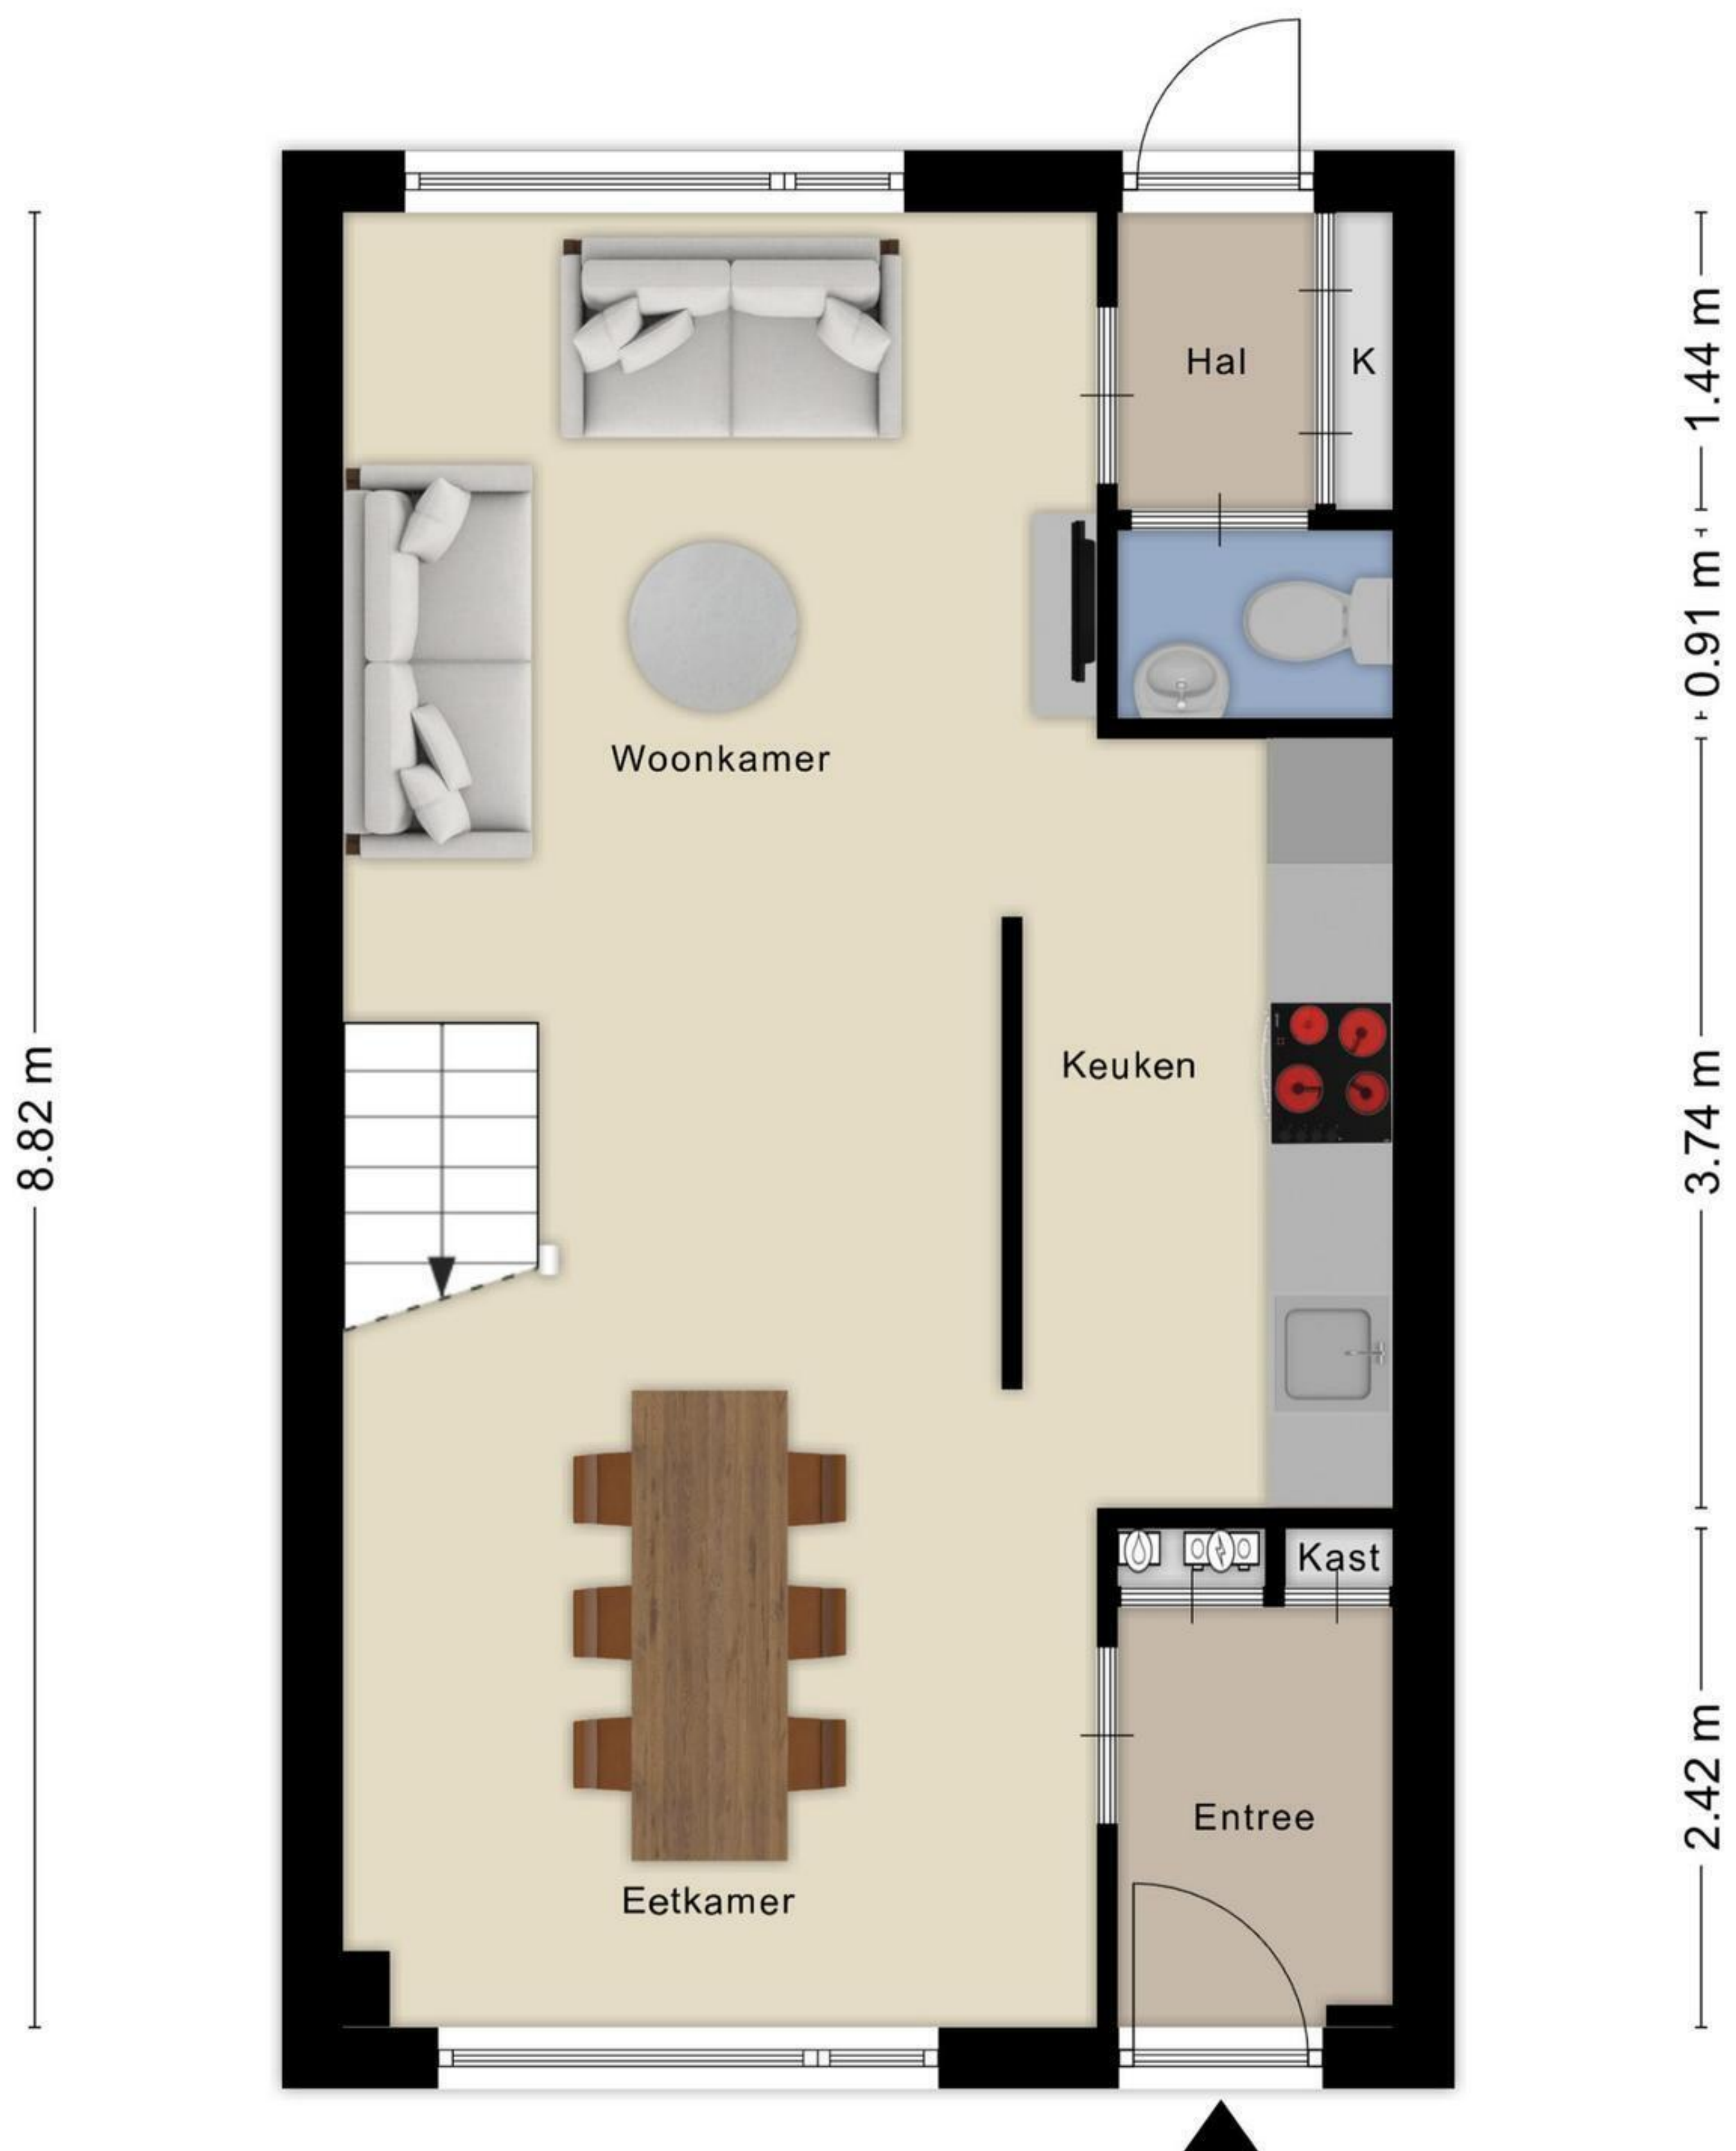 Hal
K
1.44 m
0.91 m
Woonkamer
Keuken
8.82 m
3.74 m
Kast
Entree
2.42 m
Eetkamer